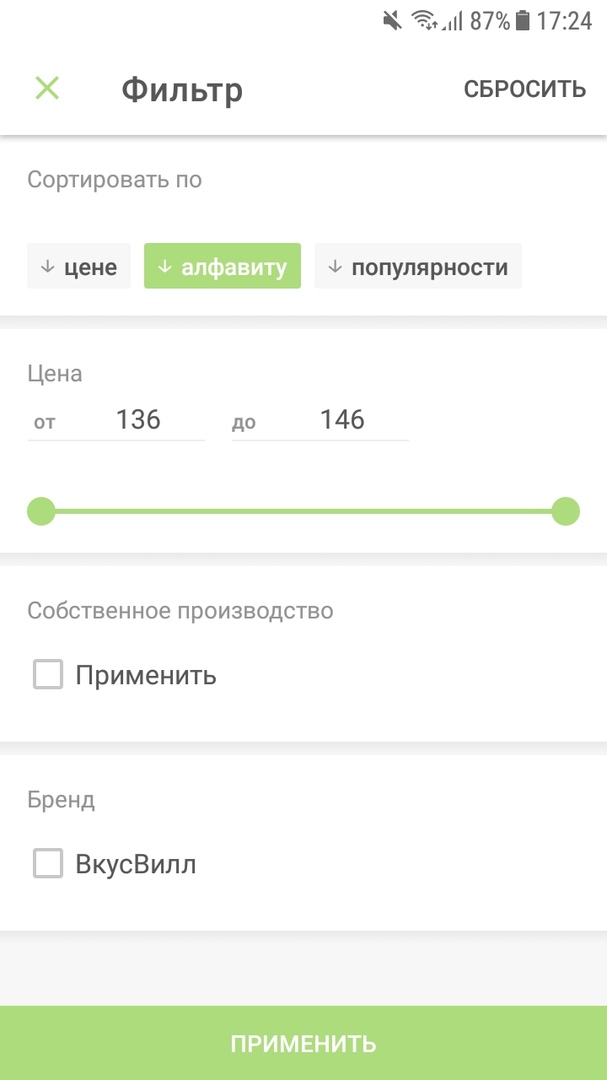 87% 17:24
Фильтр СБРОСИТЬ
Сортировать по
цене алфавиту популярности
Цена
от 136 до 146
Собственное производство
Применить
Бренд
ВкусВилл
ПРИМЕНИТЬ